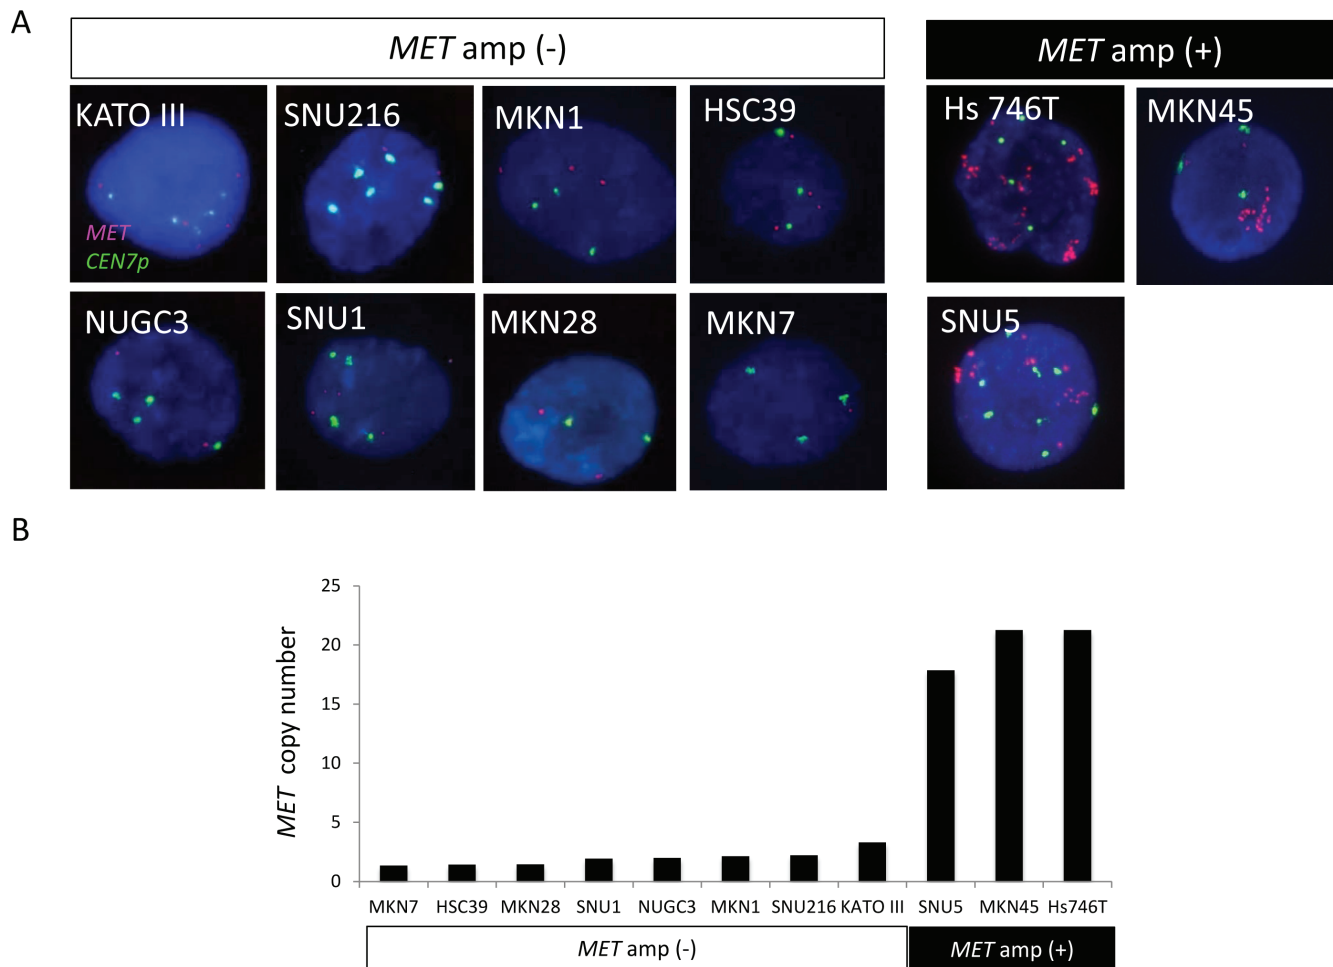 A
MET amp (-)
MET amp (+)
KATO III
SNU216
MKN1
HSC39
Hs 746T
MKN45
MET
CEN7p
NUGC3
SNU1
MKN28
MKN7
SNU5
B
MET copy number
25
20
15
10
5
0
MKN7 HSC39 MKN28 SNU1 NUGC3 MKN1 SNU216 KATO III SNU5 MKN45 Hs746T
MET amp (-)
MET amp (+)